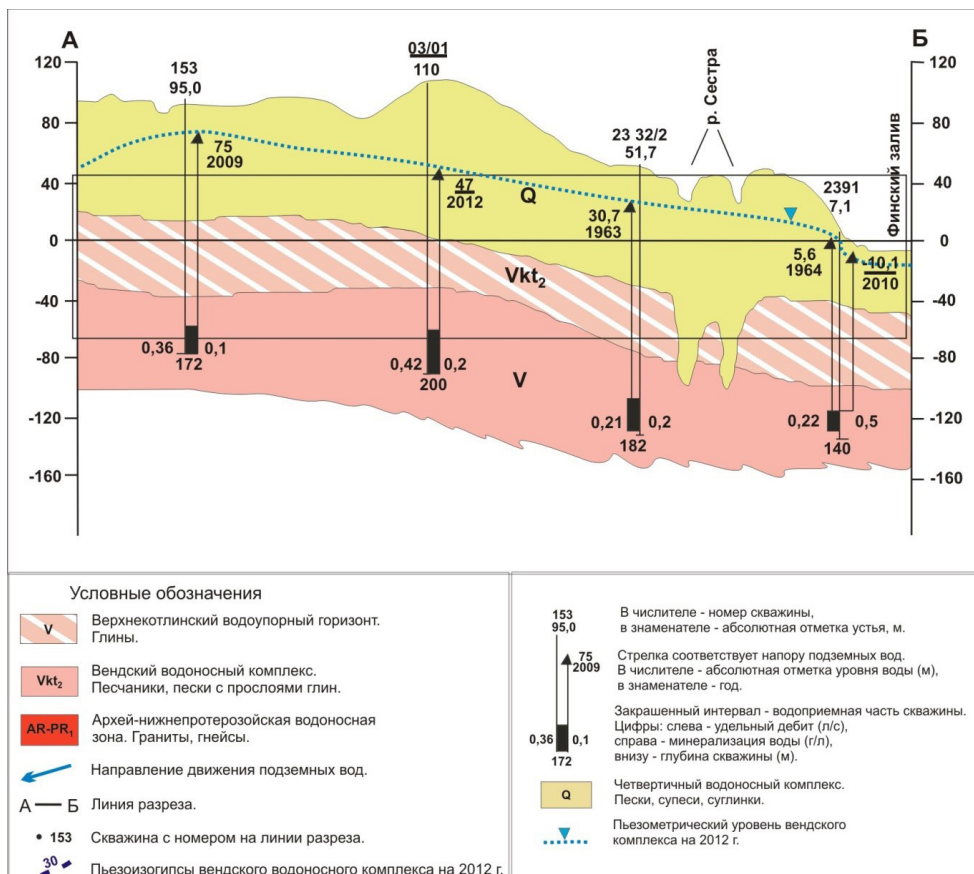 А
Б
120
80
40
0
-40
-80
-120
-160
120
80
40
0
-40
-80
-120
-160
153
95,0
03/01
110
23 32/2
51,7
р. Сестра
2391
7,1
Финский залив
75
2009
47
2012
Q
30,7
1963
5,6
1964
-10,1
2010
Vkt2
V
0,36
0,1
172
0,42
0,2
200
0,21
0,2
182
0,22
0,5
140
Условные обозначения
V
Верхнекотлинский водоупорный горизонт.
Глины.
Vkt2
Вендский водоносный комплекс.
Песчаники, пески с прослоями глин.
AR-PR1
Архей-нижнепротерозойская водоносная
зона. Граниты, гнейсы.
Направление движения подземных вод.
А — Б Линия разреза.
• 153 Скважина с номером на линии разреза.
30
Пьезоизогипсы вендского водоносного комплекса на 2012 г.
153
95,0
В числителе - номер скважины,
в знаменателе - абсолютная отметка устья, м.
75
2009
Стрелка соответствует напору подземных вод.
В числителе - абсолютная отметка уровня воды (м),
в знаменателе - год.
0,36
0,1
172
Закрашенный интервал - водоприемная часть скважины.
Цифры: слева - удельный дебит (л/с),
справа - минерализация воды (г/л),
внизу - глубина скважины (м).
Q
Четвертичный водоносный комплекс.
Пески, супеси, суглинки.
Пьезометрический уровень вендского
комплекса на 2012 г.